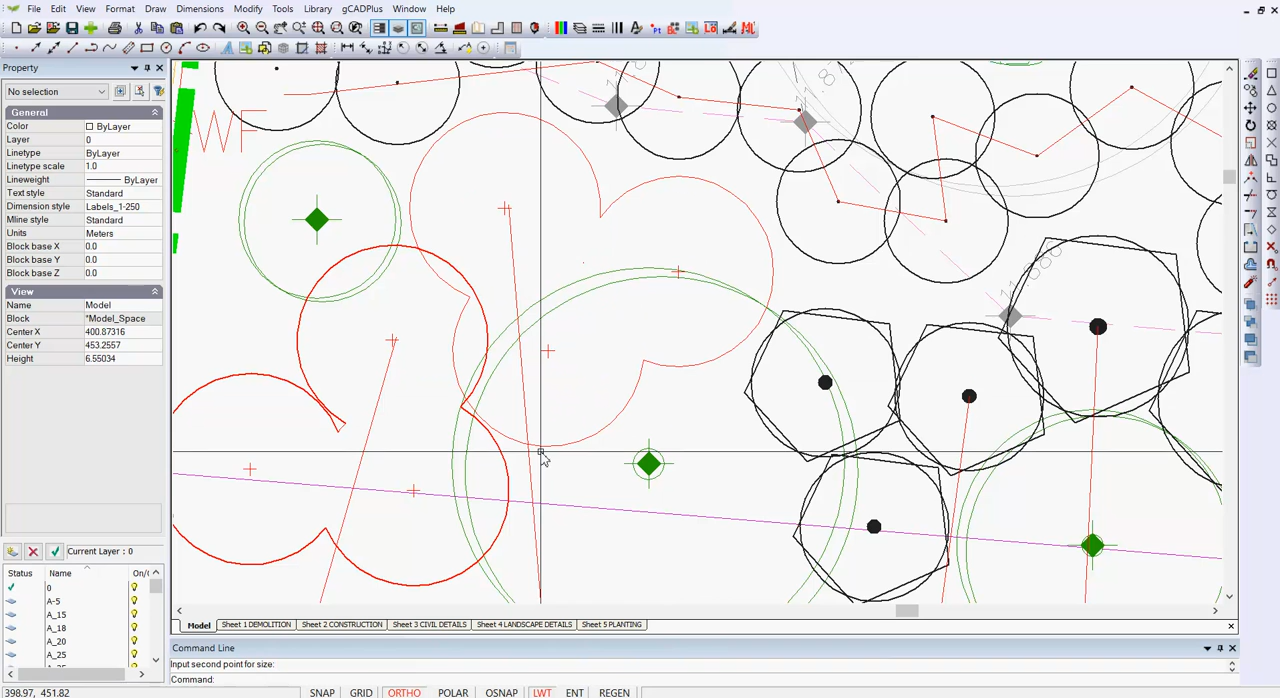 File Edit View Format Draw Dimensions Modify Tools Library gCADPlus Window Help
Property
No selection
General
Color ByLayer
Layer 0
Linetype ByLayer
Linetype scale 1.0
Lineweight ByLayer
Text style Standard
Dimension style Labels_1-250
Mline style Standard
Units Meters
Block base X 0.0
Block base Y 0.0
Block base Z 0.0
View
Name Model
Block *Model_Space
Center X 400.87316
Center Y 453.2557
Height 6.55034
Current Layer : 0
Status Name On/(
0
A-5
A_15
A_18
A_20
A_25
Model Sheet 1 DEMOLITION Sheet 2 CONSTRUCTION Sheet 3 CIVIL DETAILS Sheet 4 LANDSCAPE DETAILS Sheet 5 PLANTING
Command Line
Input second point for size:
Command:
398.97, 451.82 SNAP GRID ORTHO POLAR OSNAP LWT ENT REGEN